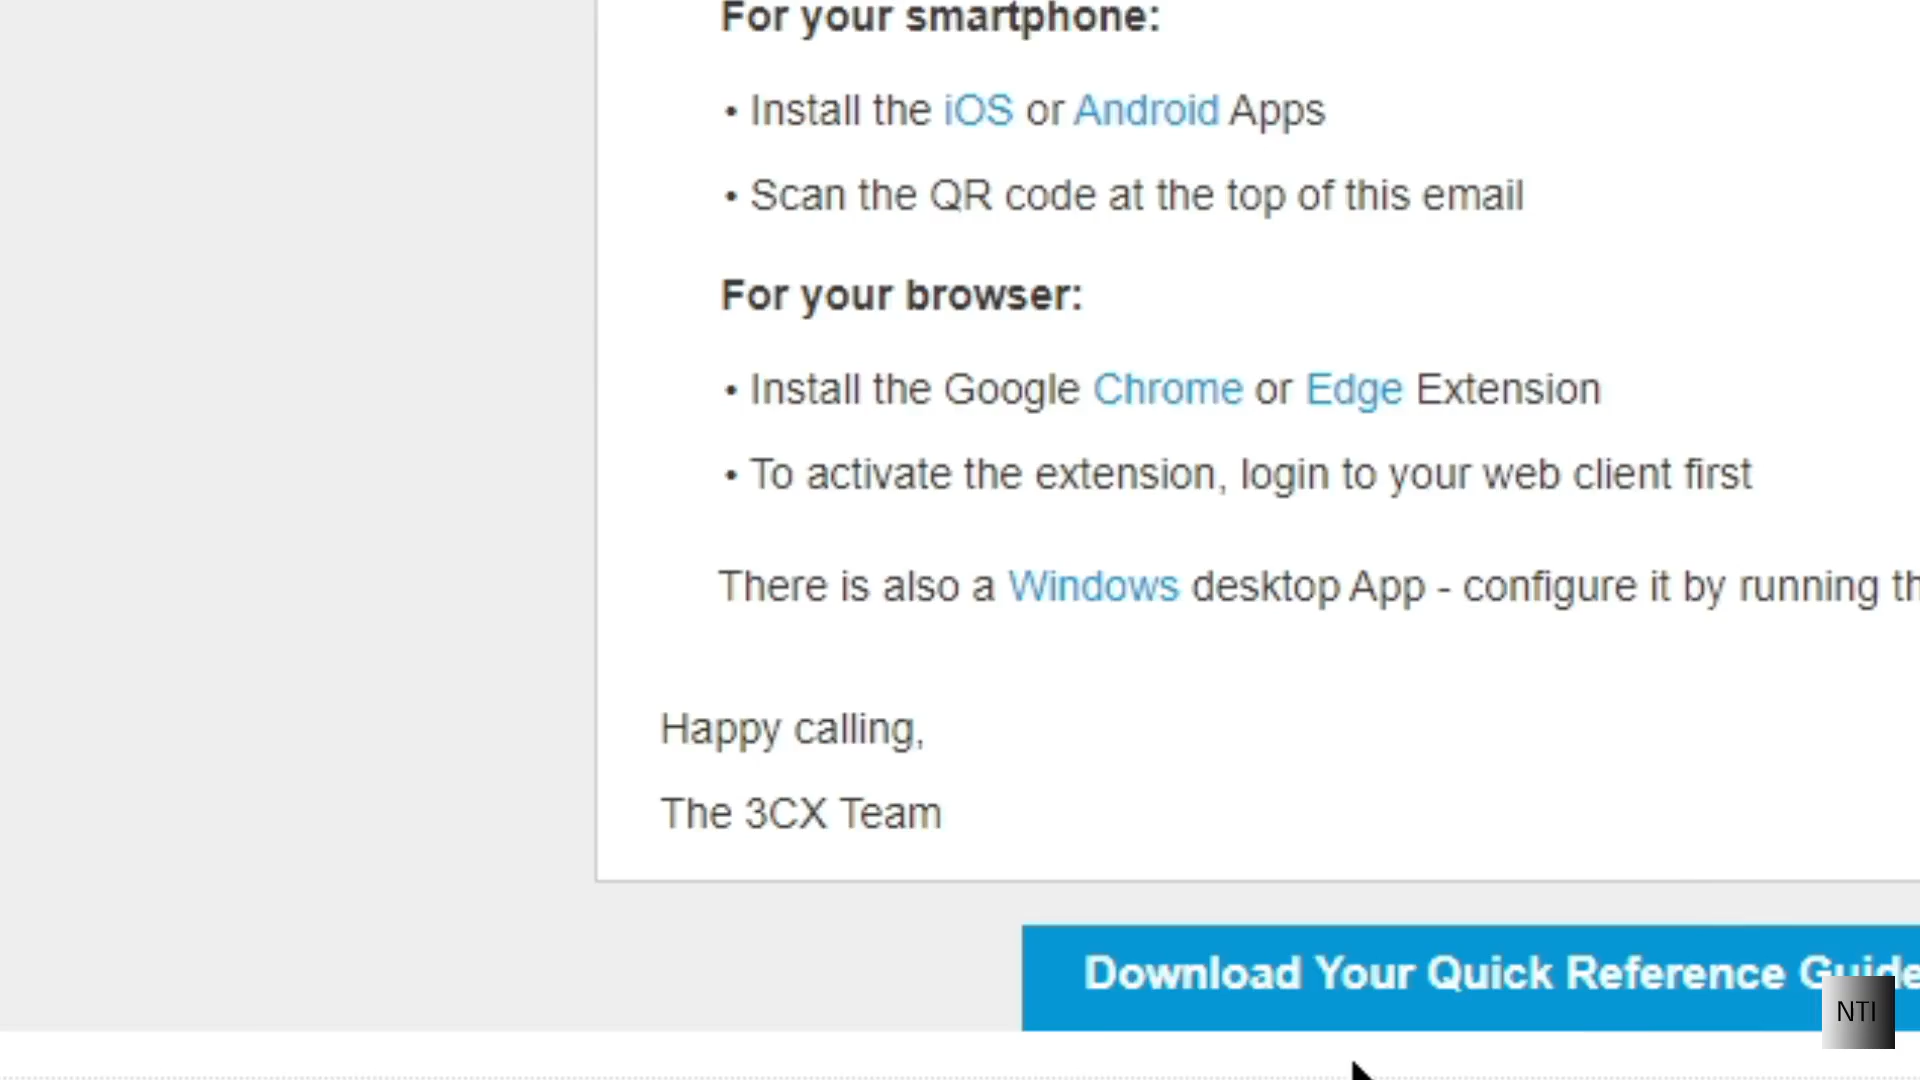 For your smartphone:
• Install the iOS or Android Apps
• Scan the QR code at the top of this email
For your browser:
• Install the Google Chrome or Edge Extension
• To activate the extension, login to your web client first
There is also a Windows desktop App - configure it by running
Happy calling,
The 3CX Team
Download Your Quick Reference Guide
NTI